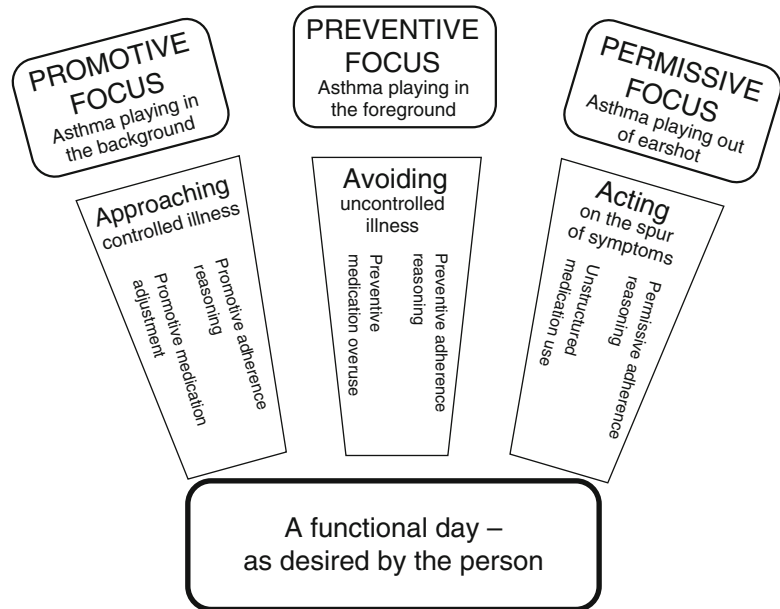 PROMOTIVE
FOCUS
Asthma playing in
the background
PREVENTIVE
FOCUS
Asthma playing in
the foreground
PERMISSIVE
FOCUS
Asthma playing out
of earshot
Approaching
controlled illness
Promotive adherence
reasoning
Promotive medication
adjustment
Avoiding
uncontrolled
illness
Preventive adherence
reasoning
Preventive
medication overuse
Acting
on the spur
of symptoms
Permissive adherence
reasoning
Unstructured
medication use
A functional day –
as desired by the person